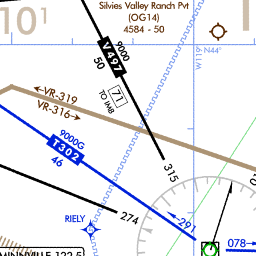 Silvies Valley Ranch Pvt
(OG14)
4584 - 50
10¹
W119 N44°
9000
V497
50
71
TO IMB
←VR-319
VR-316→
9000G
T302
46
315
274
RIELY
←291
078→
122.5